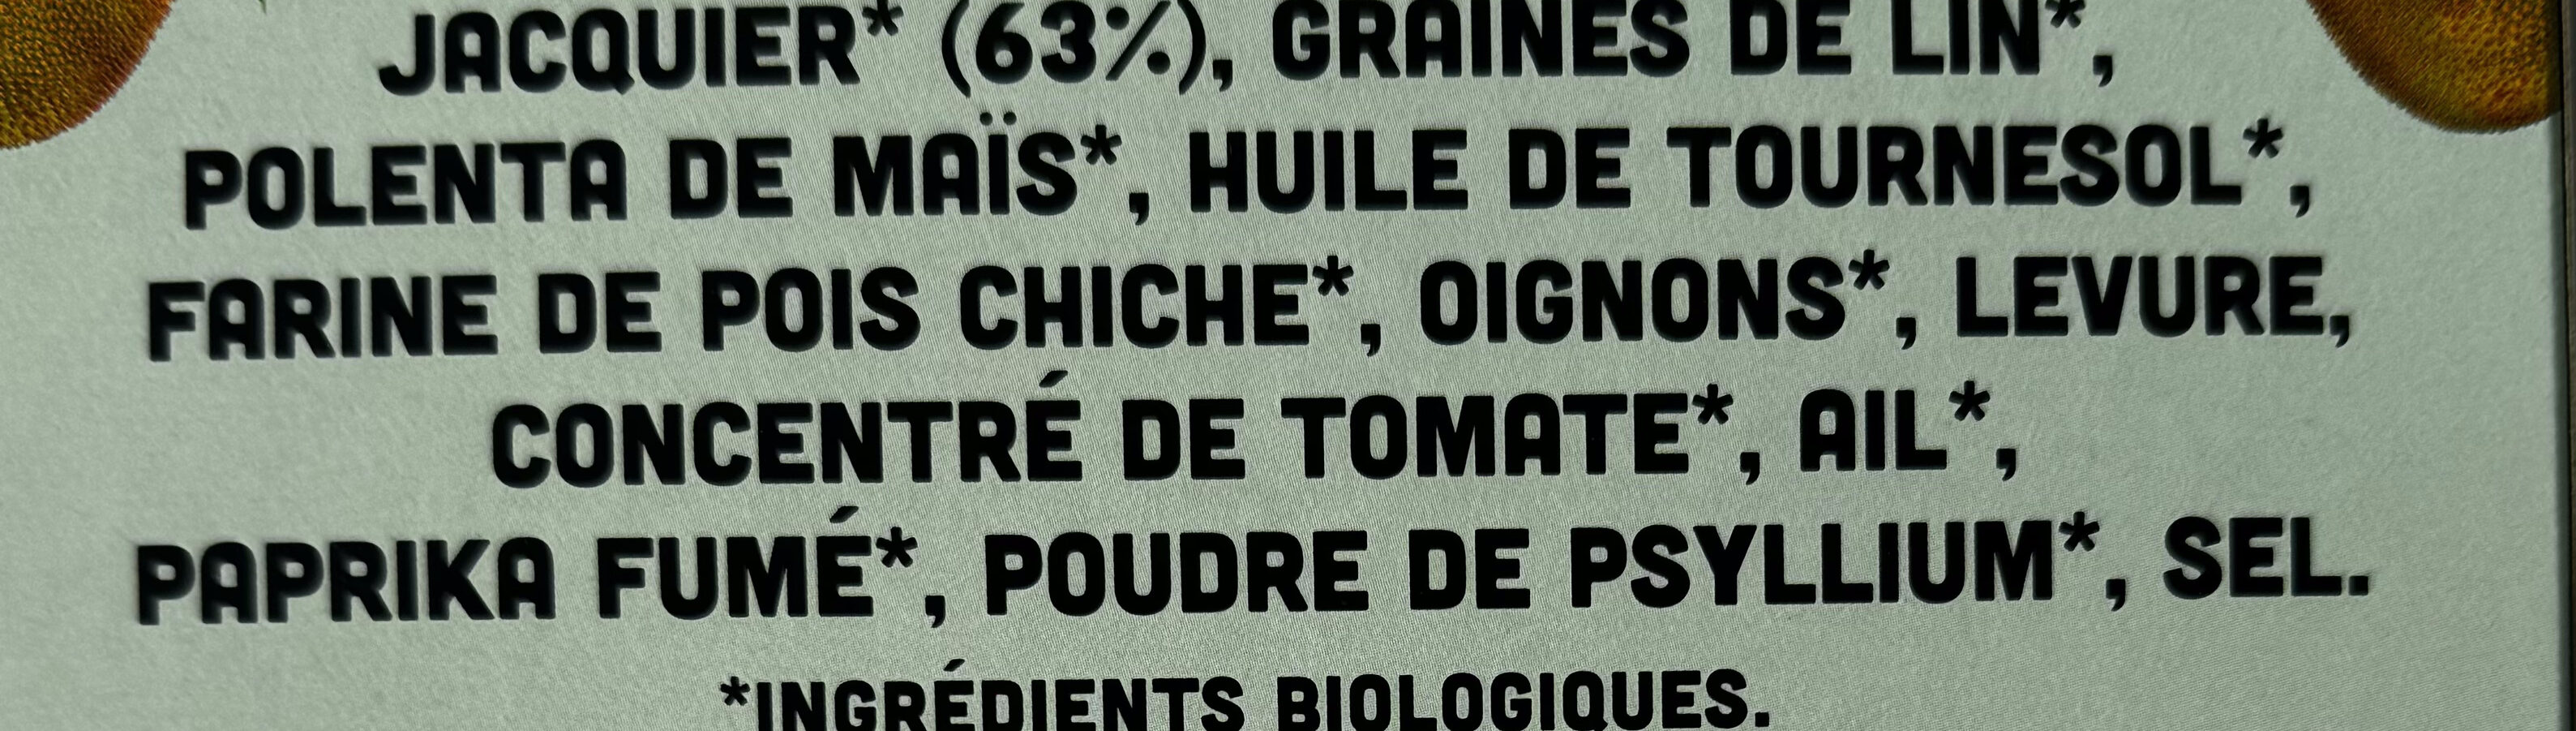 JACQUIER* (63%), GRAINES DE LIN*,
POLENTA DE MAÏS*, HUILE DE TOURNESOL*,
FARINE DE POIS CHICHE*, OIGNONS*, LEVURE,
CONCENTRÉ DE TOMATE*, AIL*,
PAPRIKA FUMÉ*, POUDRE DE PSYLLIUM*, SEL.
*INGRÉDIENTS BIOLOGIQUES.